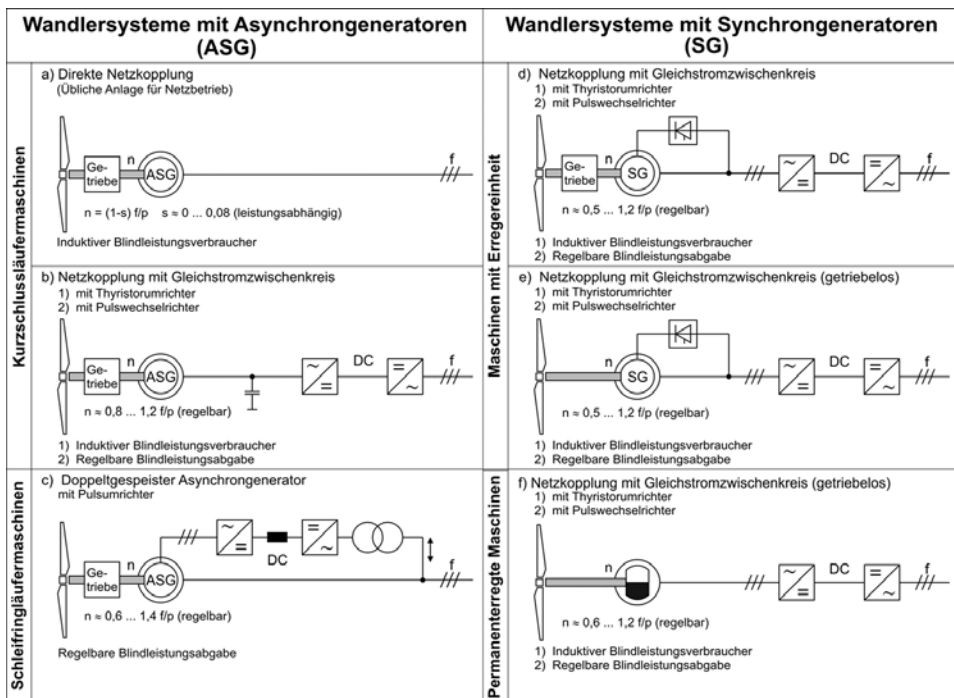 Wandlersysteme mit Asynchrongeneratoren
(ASG)
Kurzschlussläufermaschinen
a) Direkte Netzkopplung
(Übliche Anlage für Netzbetrieb)
Ge-
triebe
n
ASG
f
n = (1-s) f/p s ≈ 0 ... 0,08 (leistungsabhängig)
Induktiver Blindleistungsverbraucher
b) Netzkopplung mit Gleichstromzwischenkreis
1) mit Thyristorumrichter
2) mit Pulswechselrichter
Ge-
triebe
n
ASG
~
=
DC
=
~
f
n ≈ 0,8 ... 1,2 f/p (regelbar)
1) Induktiver Blindleistungsverbraucher
2) Regelbare Blindleistungsabgabe
Schleifringläufermaschinen
c) Doppeltgespeister Asynchrongenerator
mit Pulsumrichter
~
=
DC
=
~
Ge-
triebe
n
ASG
f
n ≈ 0,6 ... 1,4 f/p (regelbar)
Regelbare Blindleistungsabgabe
Wandlersysteme mit Synchrongeneratoren
(SG)
Maschinen mit Erregereinheit
d) Netzkopplung mit Gleichstromzwischenkreis
1) mit Thyristorumrichter
2) mit Pulswechselrichter
Ge-
triebe
n
SG
~
=
DC
=
~
f
n ≈ 0,5 ... 1,2 f/p (regelbar)
1) Induktiver Blindleistungsverbraucher
2) Regelbare Blindleistungsabgabe
e) Netzkopplung mit Gleichstromzwischenkreis (getriebelos)
1) mit Thyristorumrichter
2) mit Pulswechselrichter
n
SG
~
=
DC
=
~
f
n ≈ 0,5 ... 1,2 f/p (regelbar)
1) Induktiver Blindleistungsverbraucher
2) Regelbare Blindleistungsabgabe
Permanenterregte Maschinen
f) Netzkopplung mit Gleichstromzwischenkreis (getriebelos)
1) mit Thyristorumrichter
2) mit Pulswechselrichter
n
~
=
DC
=
~
f
n ≈ 0,6 ... 1,2 f/p (regelbar)
1) Induktiver Blindleistungsverbraucher
2) Regelbare Blindleistungsabgabe